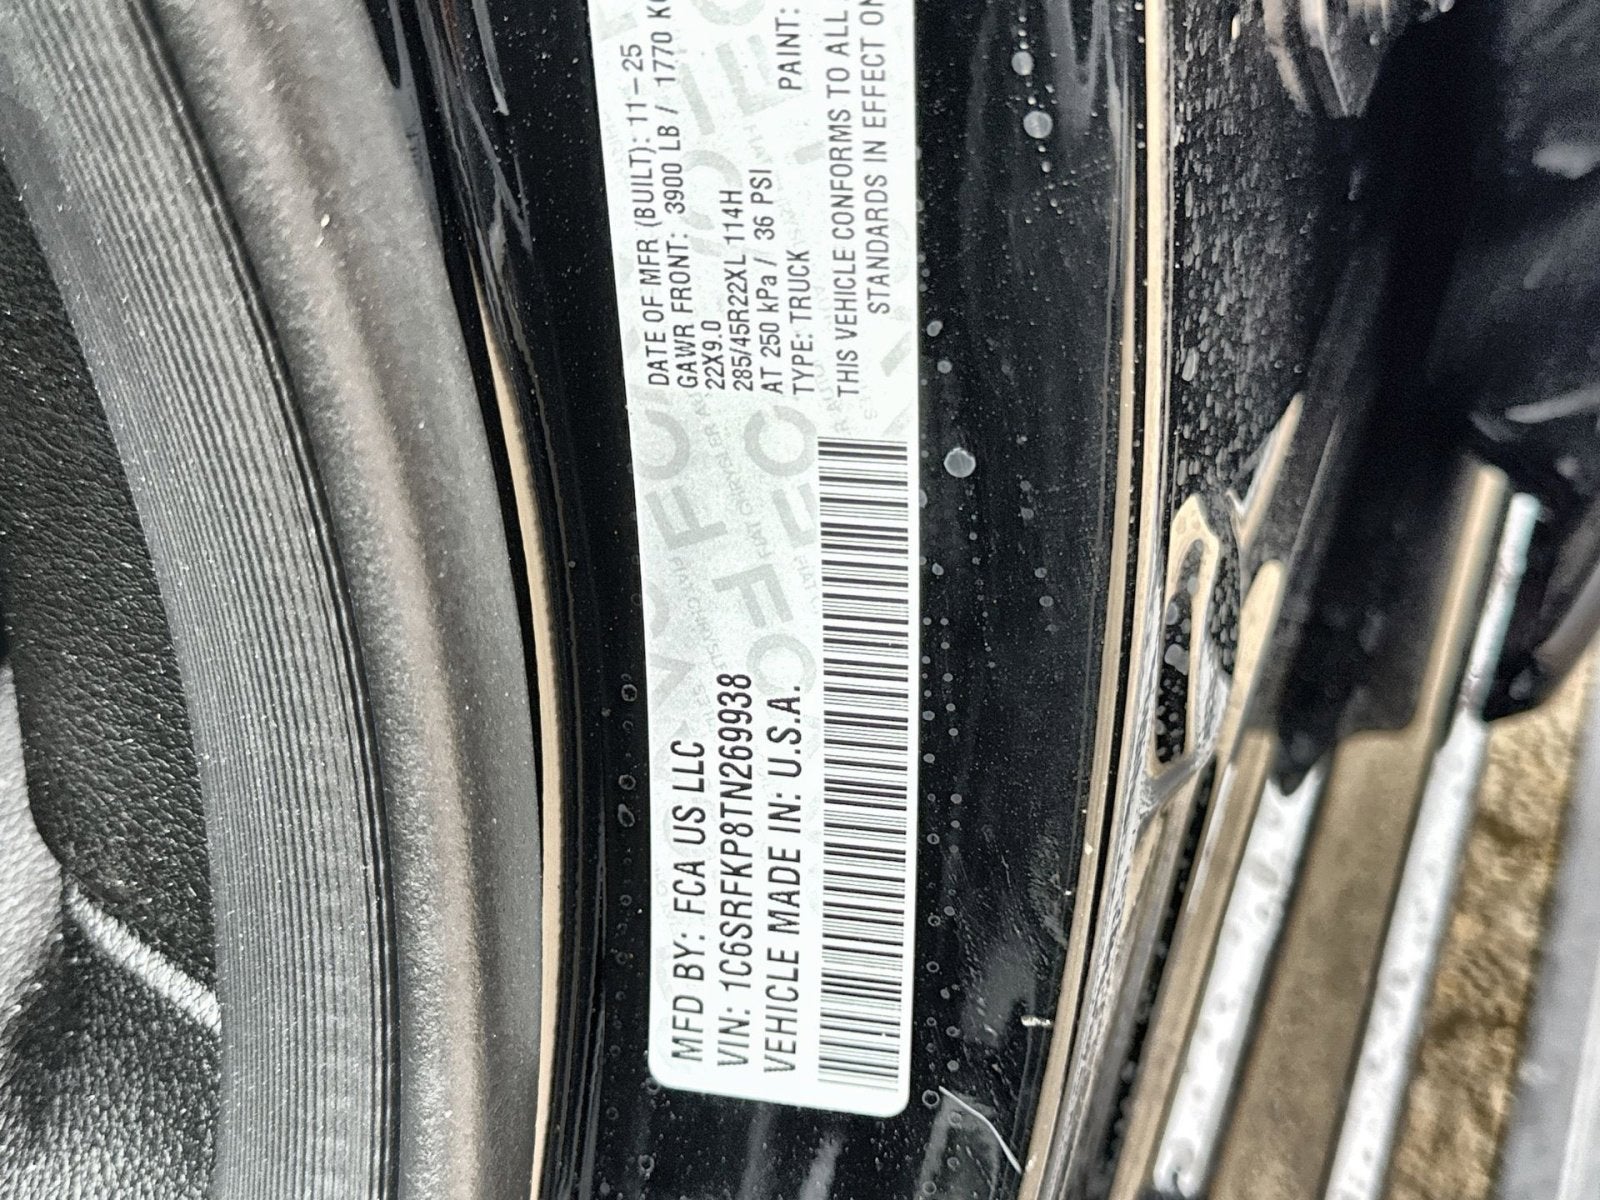 MFD BY: FCA US LLC
VIN: 1C6SRFKP8TN269938
VEHICLE MADE IN: U.S.A.
DATE OF MFR (BUILT): 11-25
GAWR FRONT: 3900 LB / 1770 KG
22X9.0
285/45R22XL 114H
AT 250 kPa / 36 PSI
TYPE: TRUCK PAINT:
THIS VEHICLE CONFORMS TO ALL
STANDARDS IN EFFECT ON